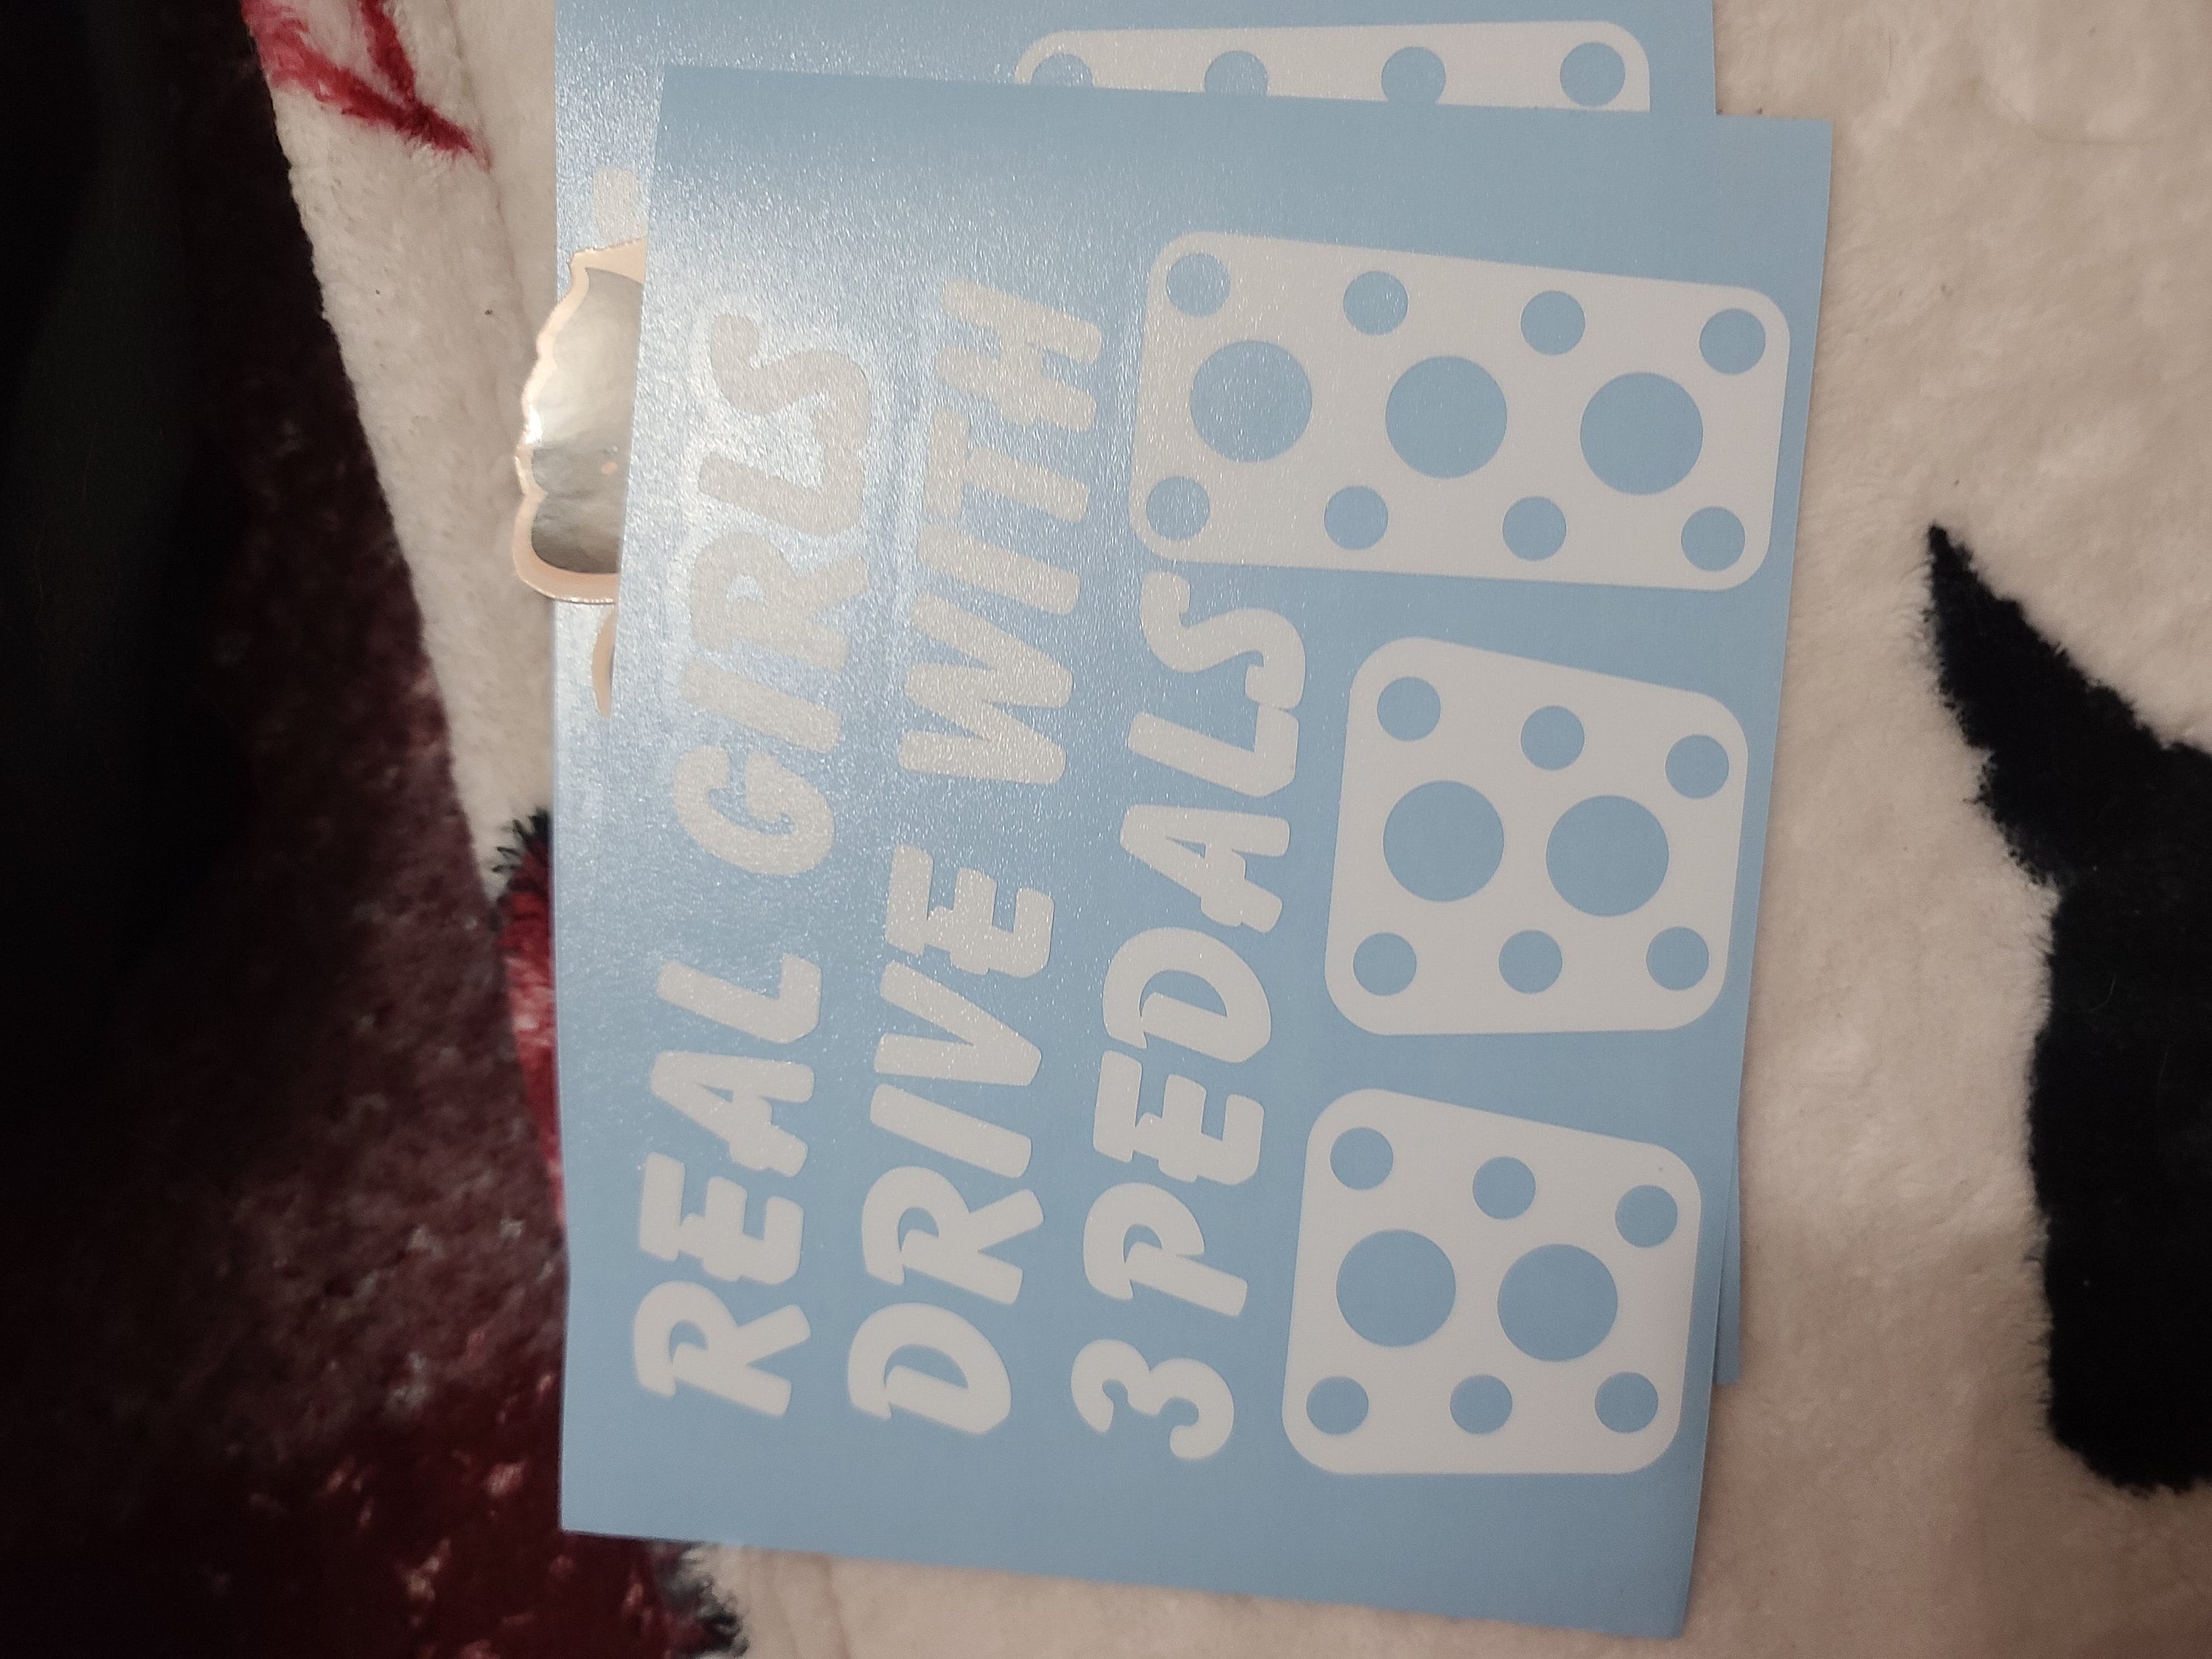 REAL GIRLS
DRIVE WITH
3 PEDALS